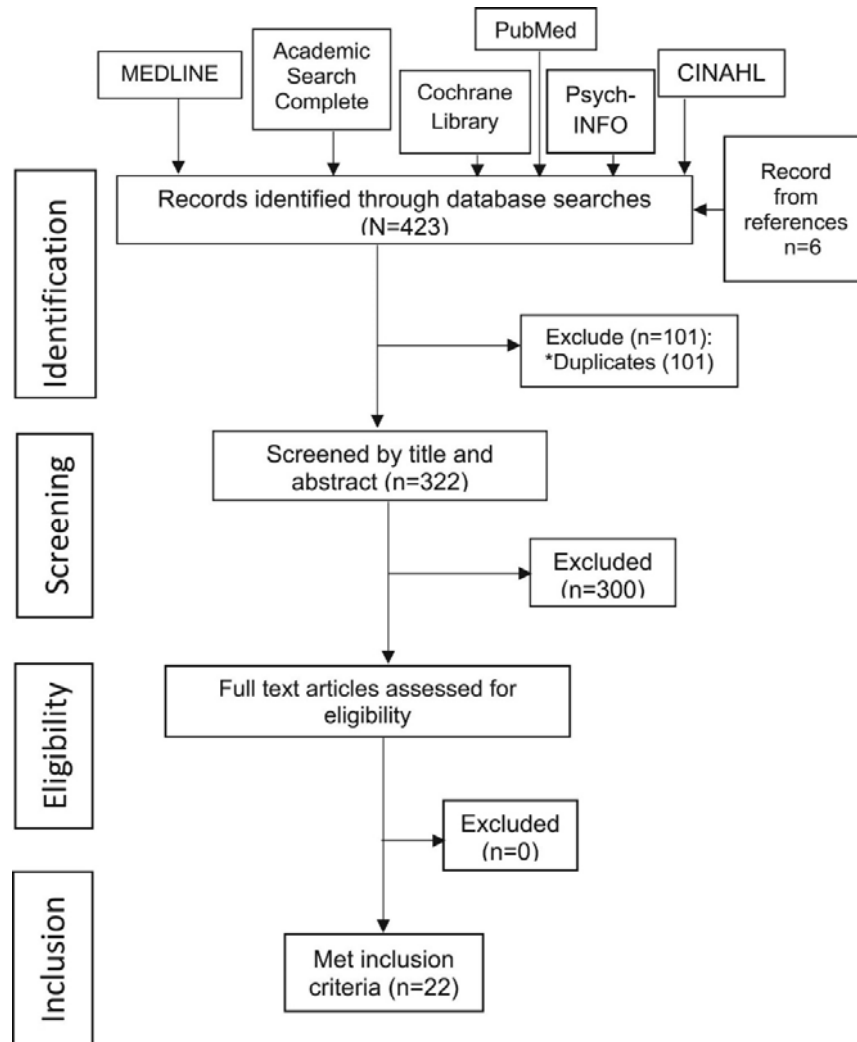 PubMed
MEDLINE
Academic
Search
Complete
Cochrane
Library
Psych-
INFO
CINAHL
Record
from
references
n=6
Identification
Records identified through database searches
(N=423)
Exclude (n=101):
*Duplicates (101)
Screening
Screened by title and
abstract (n=322)
Excluded
(n=300)
Eligibility
Full text articles assessed for
eligibility
Excluded
(n=0)
Inclusion
Met inclusion
criteria (n=22)